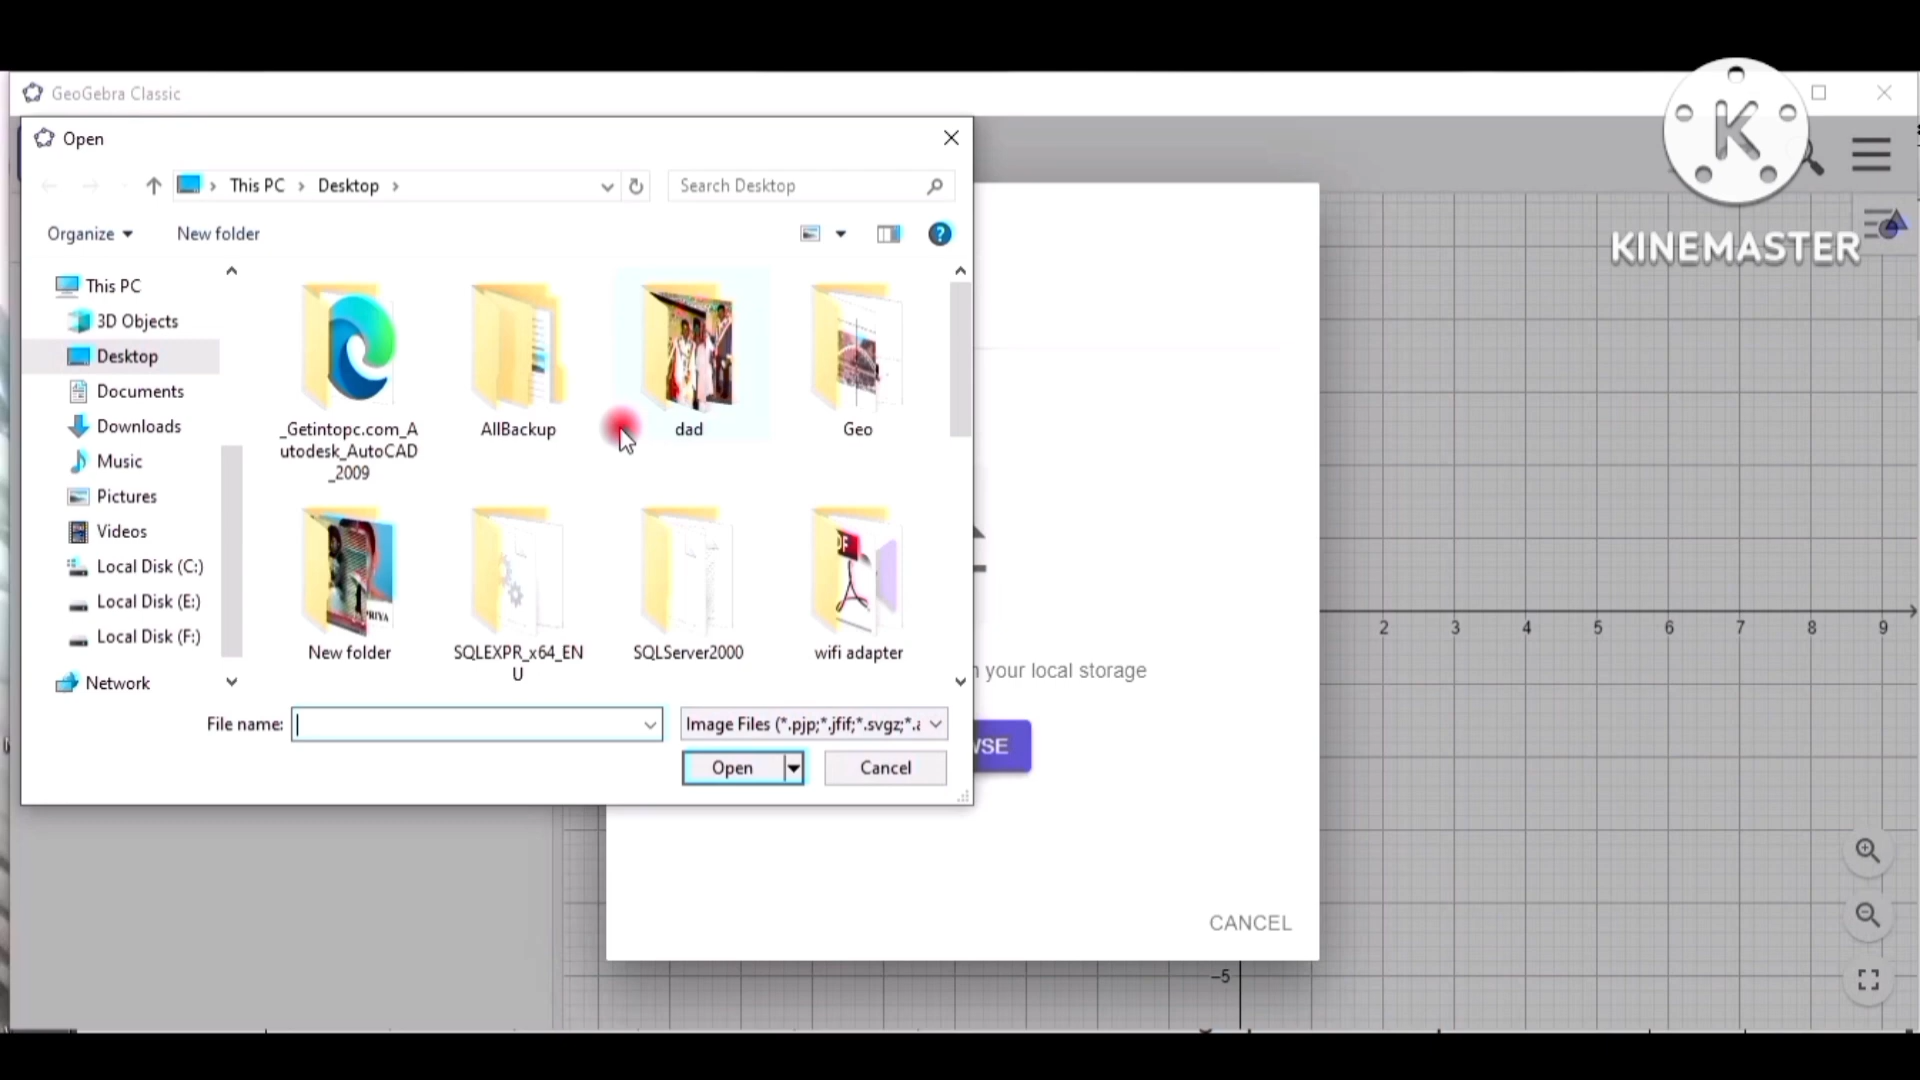 GeoGebra Classic
Open
This PC
Desktop
Search Desktop
Organize
New folder
This PC
3D Objects
Desktop
Documents
Downloads
Music
Pictures
Videos
Local Disk (C:)
Local Disk (E:)
Local Disk (F:)
Network
_Getintopc.com_A
utodesk_AutoCAD
_2009
AllBackup
dad
Geo
New folder
SQLEXPR_x64_EN
U
SQLServer2000
wifi adapter
File name:
Image Files (*.pjp;*.jfif;*.svgz;*.a
Open
Cancel
your local storage
WSE
CANCEL
2 3 4 5 6 7 8 9
–5
K
KINEMASTER